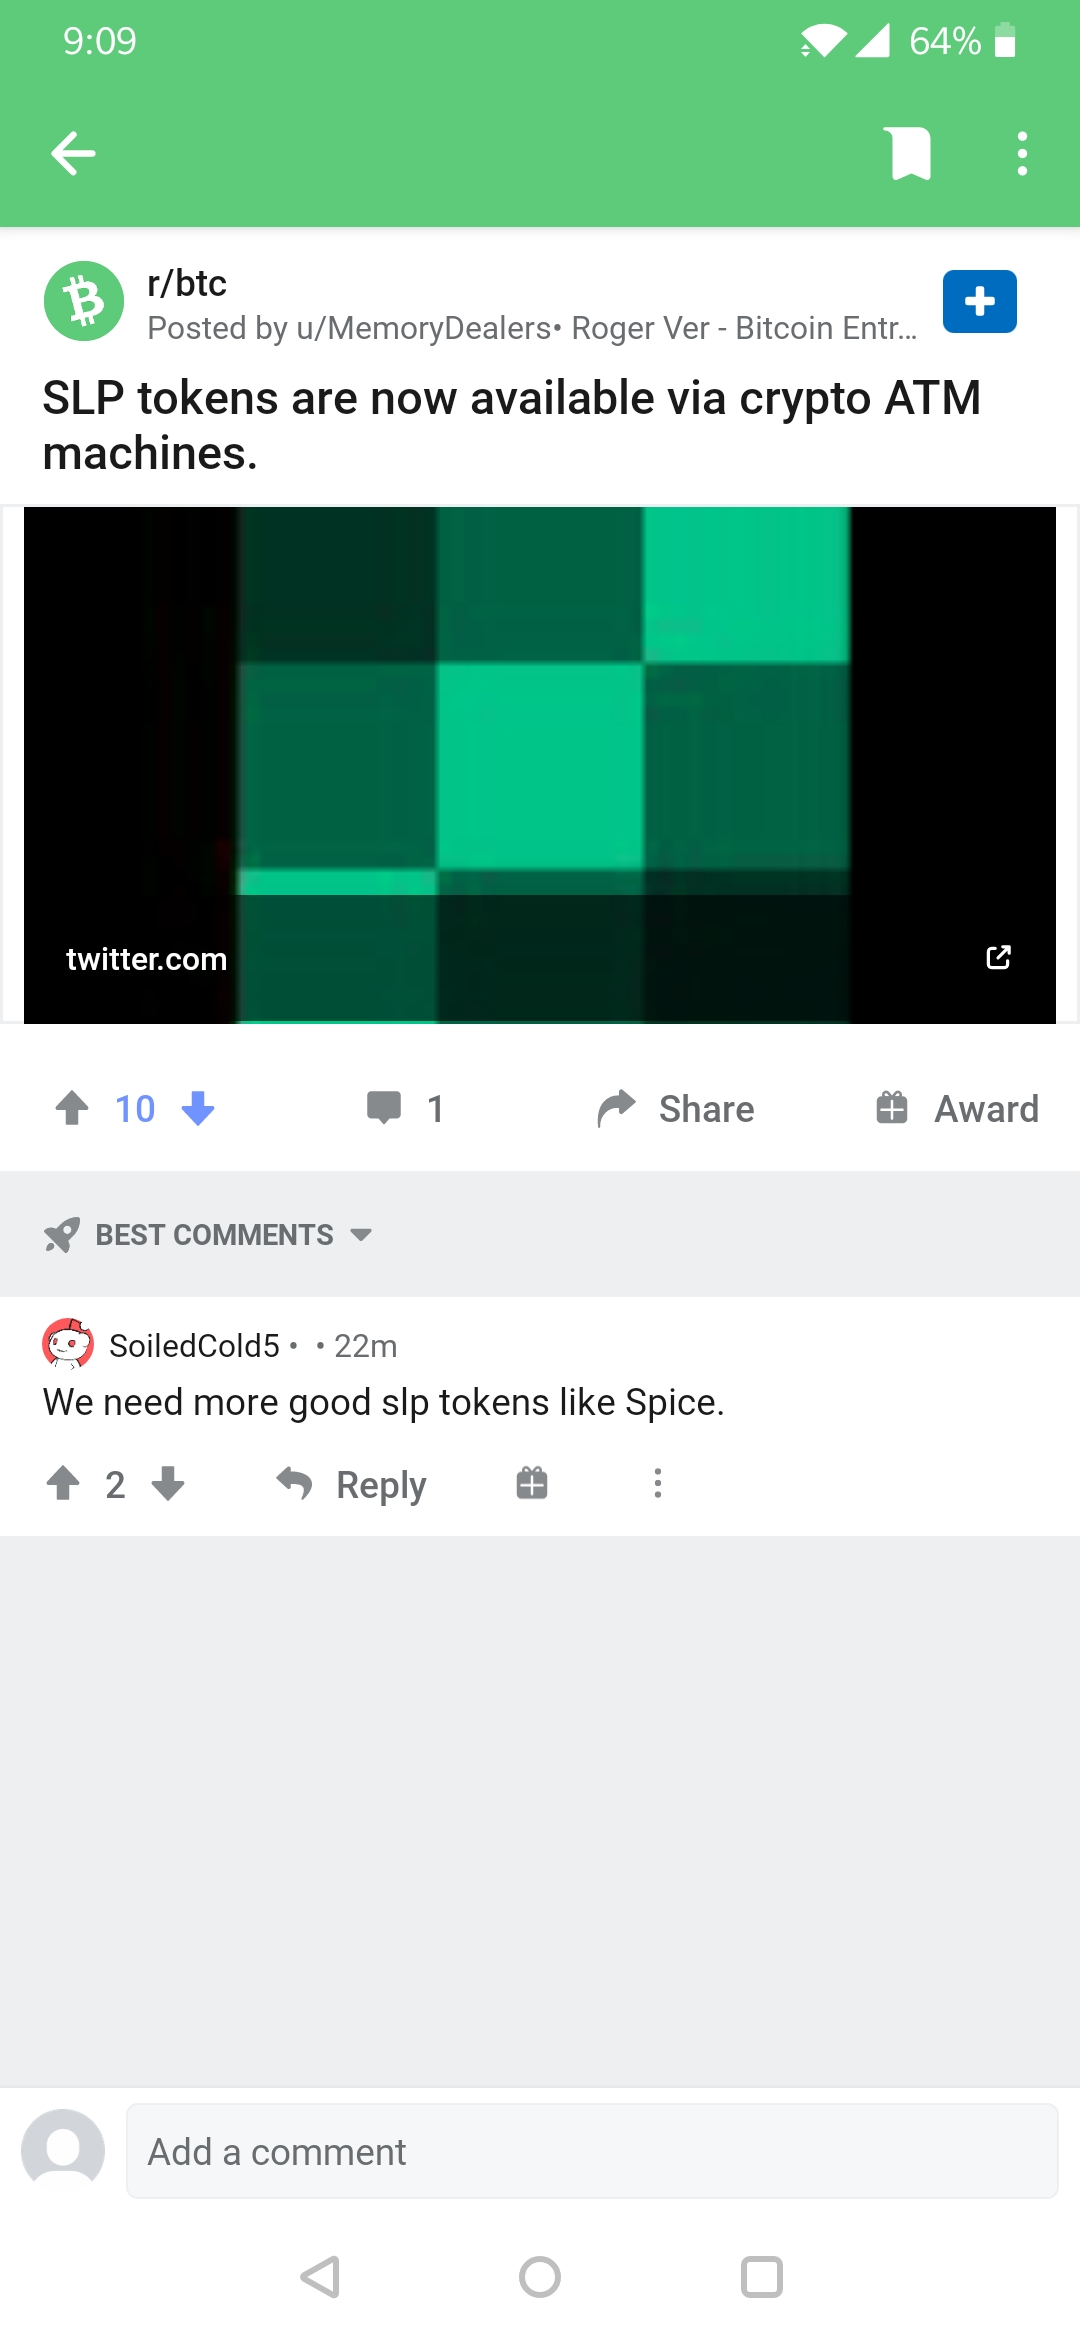 9:09
64%
r/btc
Posted by u/MemoryDealers• Roger Ver - Bitcoin Entr...
SLP tokens are now available via crypto ATM
machines.
twitter.com
10
1
Share
Award
BEST COMMENTS
SoiledCold5 • • 22m
We need more good slp tokens like Spice.
2
Reply
Add a comment